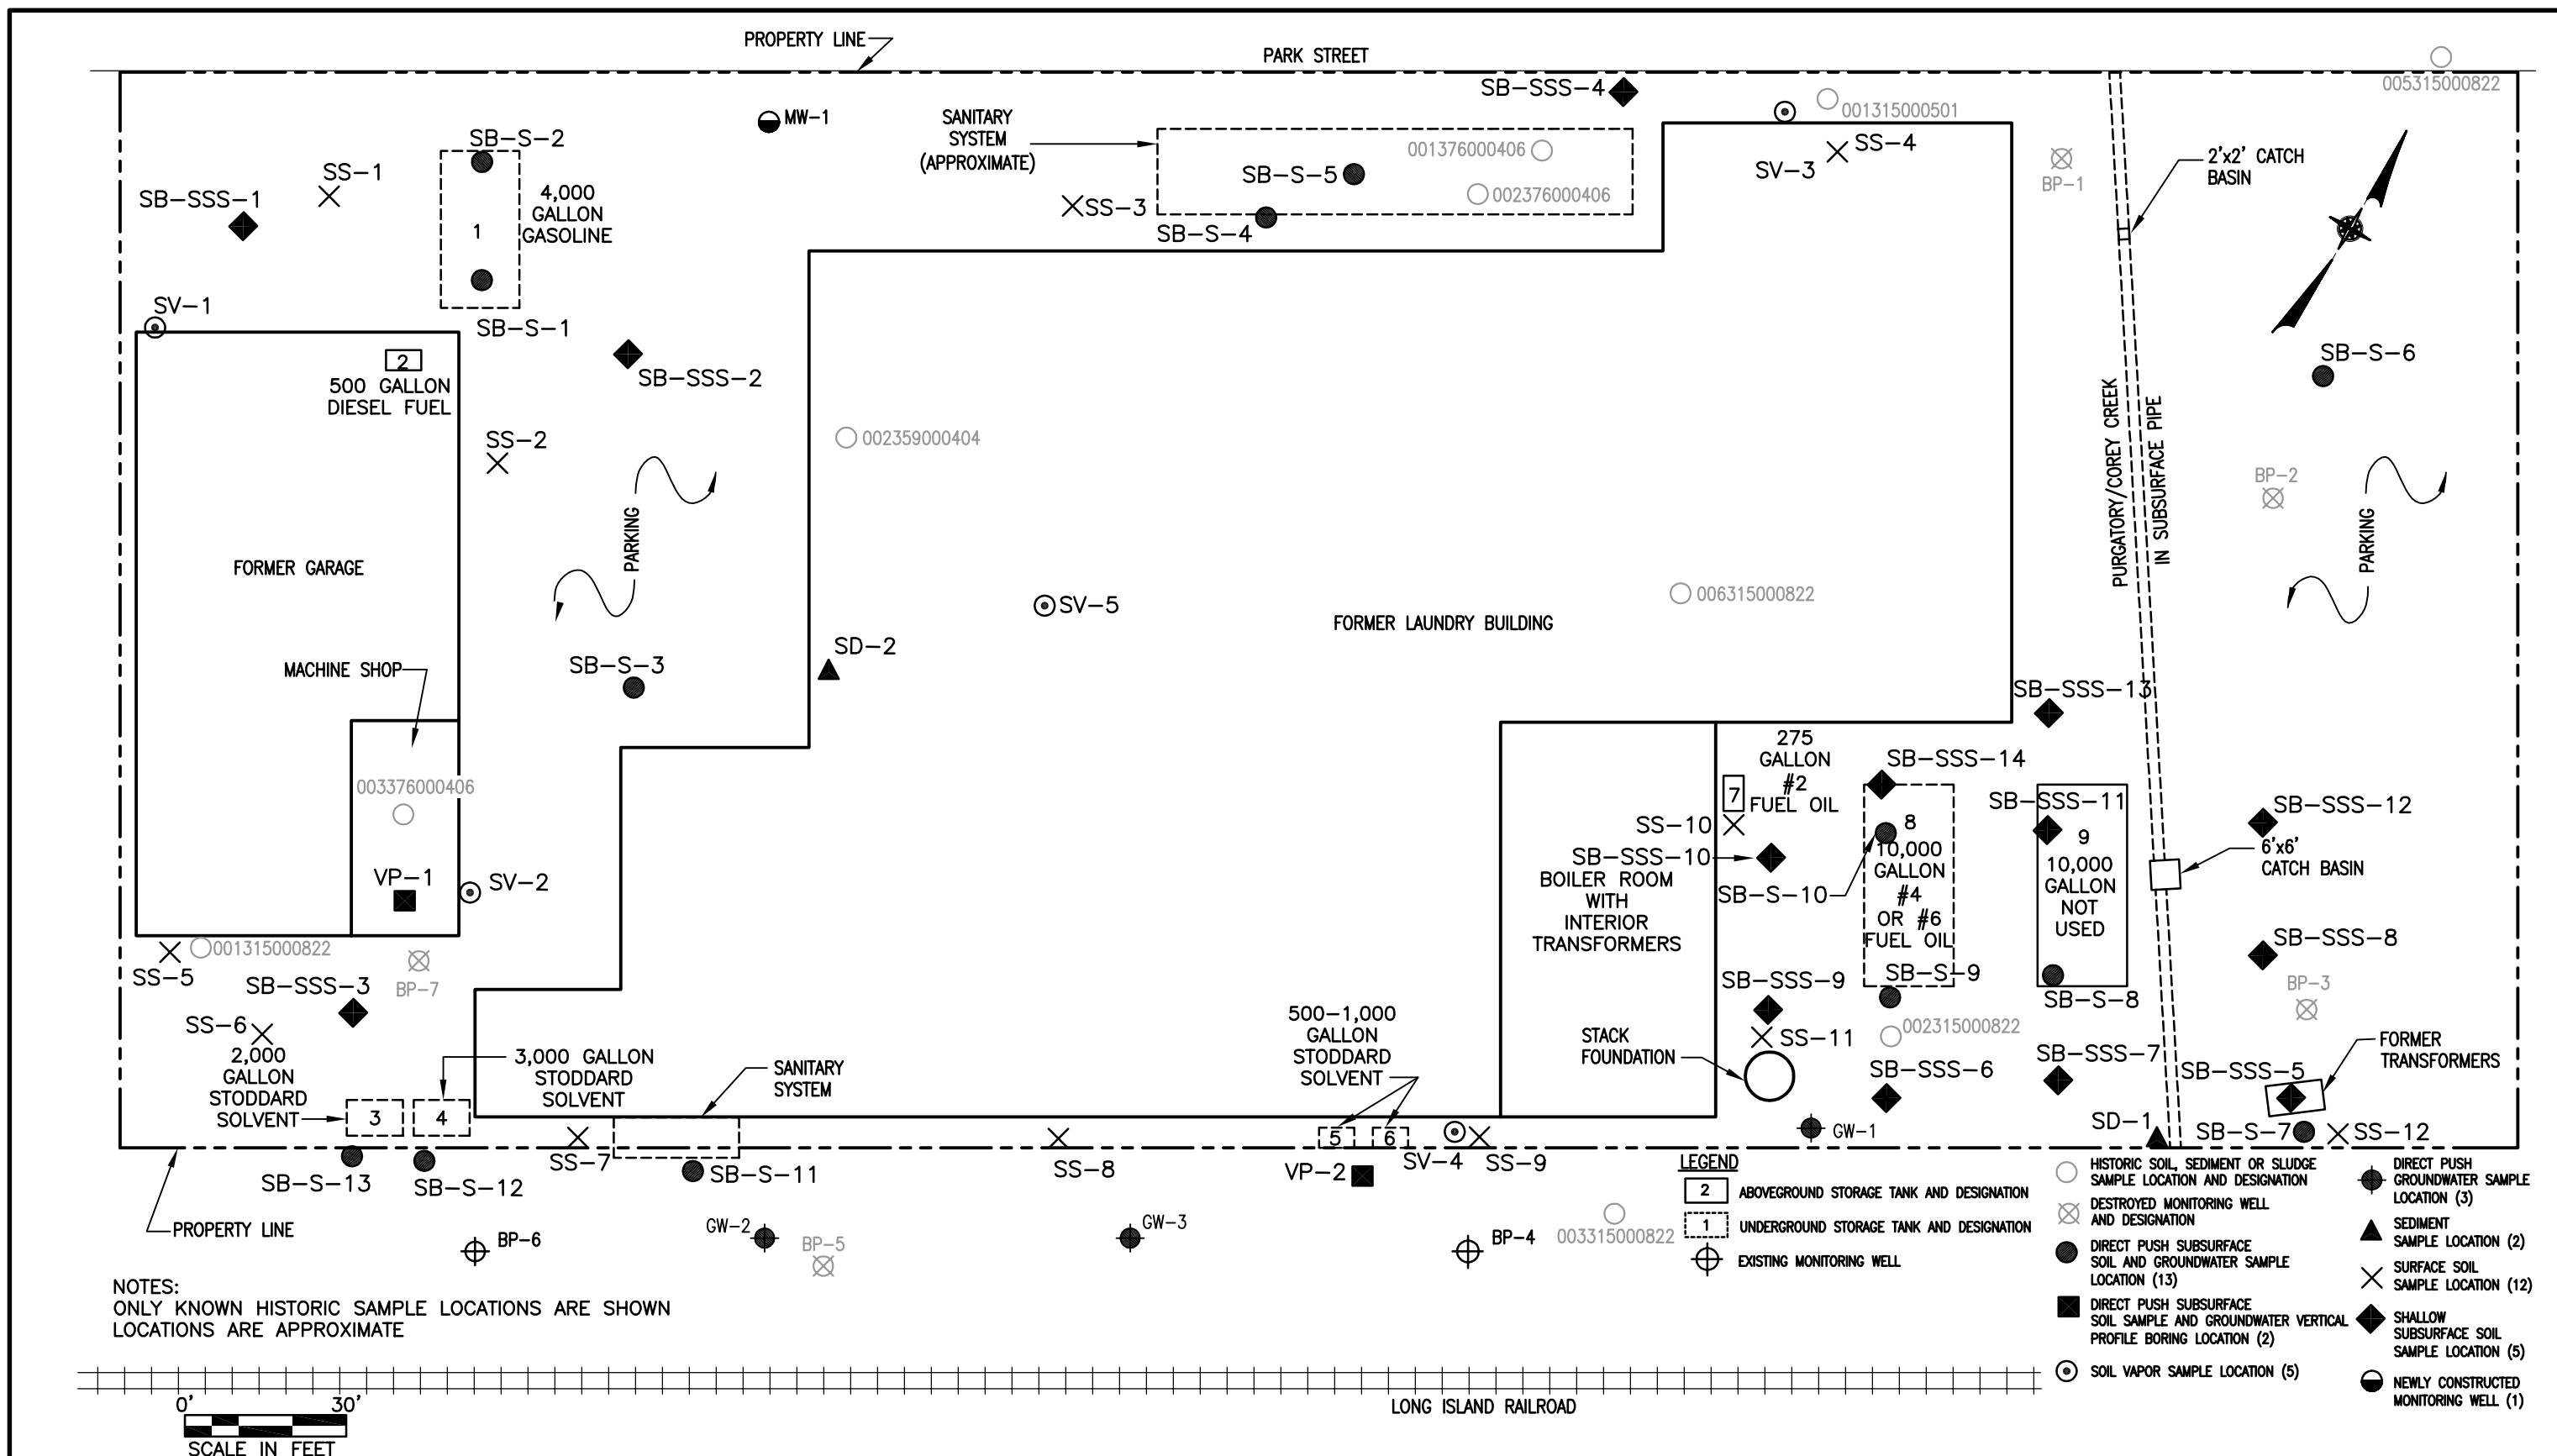 PROPERTY LINE
PARK STREET
005315000822
SB-SSS-4
001315000501
MW-1
SANITARY
SYSTEM
(APPROXIMATE)
SB-S-2
SS-1
SB-SSS-1
4,000
GALLON
GASOLINE
1
SB-S-1
SS-3
SB-S-5
001376000406
002376000406
SB-S-4
SV-3
SS-4
BP-1
2'x2' CATCH
BASIN
SV-1
2
500 GALLON
DIESEL FUEL
SB-SSS-2
SS-2
002359000404
SB-S-6
BP-2
PARKING
PURGATORY/COREY CREEK
IN SUBSURFACE PIPE
PARKING
FORMER GARAGE
SV-5
FORMER LAUNDRY BUILDING
006315000822
SD-2
SB-S-3
MACHINE SHOP
003376000406
VP-1
SV-2
SB-SSS-13
275
GALLON
#2
FUEL OIL
7
SS-10
SB-SSS-10
BOILER ROOM
WITH
INTERIOR
TRANSFORMERS
SB-SSS-14
8
10,000
GALLON
#4
OR #6
FUEL OIL
SB-S-10
SB-SSS-11
9
10,000
GALLON
NOT
USED
SB-SSS-12
6'x6'
CATCH BASIN
SB-SSS-8
BP-3
SS-5
001315000822
BP-7
SB-SSS-3
SS-6
2,000
GALLON
STODDARD
SOLVENT
3
4
3,000 GALLON
STODDARD
SOLVENT
SANITARY
SYSTEM
500-1,000
GALLON
STODDARD
SOLVENT
5
6
SB-SSS-9
SB-S-9
SB-S-8
SS-11
002315000822
STACK
FOUNDATION
SB-SSS-6
SB-SSS-7
SB-SSS-5
FORMER
TRANSFORMERS
GW-1
SD-1
SB-S-7
SS-12
SB-S-13
SB-S-12
SS-7
SB-S-11
SS-8
VP-2
SV-4
SS-9
PROPERTY LINE
BP-6
GW-2
BP-5
GW-3
BP-4
003315000822
LEGEND
2 ABOVEGROUND STORAGE TANK AND DESIGNATION
1 UNDERGROUND STORAGE TANK AND DESIGNATION
EXISTING MONITORING WELL
HISTORIC SOIL, SEDIMENT OR SLUDGE
SAMPLE LOCATION AND DESIGNATION
DESTROYED MONITORING WELL
AND DESIGNATION
DIRECT PUSH SUBSURFACE
SOIL AND GROUNDWATER SAMPLE
LOCATION (13)
DIRECT PUSH SUBSURFACE
SOIL SAMPLE AND GROUNDWATER VERTICAL
PROFILE BORING LOCATION (2)
SOIL VAPOR SAMPLE LOCATION (5)
DIRECT PUSH
GROUNDWATER SAMPLE
LOCATION (3)
SEDIMENT
SAMPLE LOCATION (2)
SURFACE SOIL
SAMPLE LOCATION (12)
SHALLOW
SUBSURFACE SOIL
SAMPLE LOCATION (5)
NEWLY CONSTRUCTED
MONITORING WELL (1)
NOTES:
ONLY KNOWN HISTORIC SAMPLE LOCATIONS ARE SHOWN
LOCATIONS ARE APPROXIMATE
LONG ISLAND RAILROAD
0' 30'
SCALE IN FEET